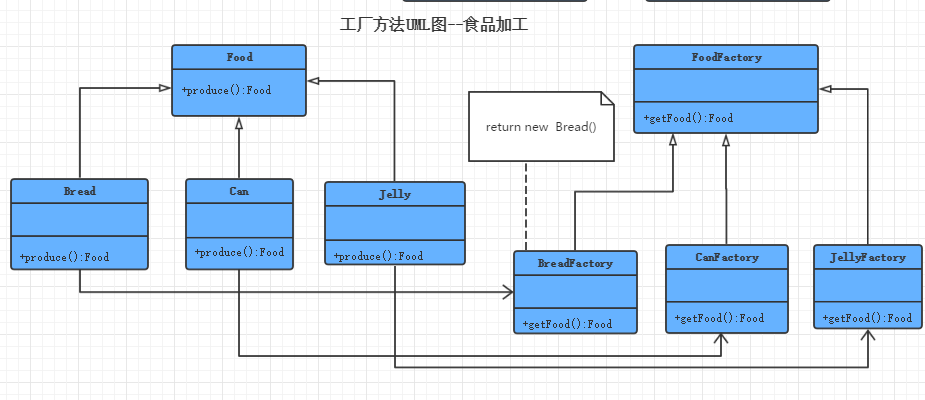 工厂方法UML图--食品加工
Food
+produce():Food
FoodFactory
+getFood():Food
return new Bread()
Bread
+produce():Food
Can
+produce():Food
Jelly
+produce():Food
BreadFactory
+getFood():Food
CanFactory
+getFood():Food
JellyFactory
+getFood():Food